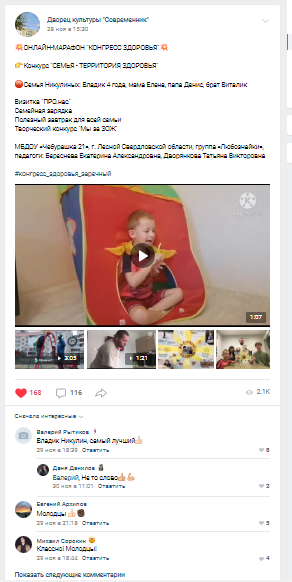 Дворец культуры "Современник"
28 ноя в 15:30
💥ОНЛАЙН-МАРАФОН "КОНГРЕСС ЗДОРОВЬЯ"💥
👉Конкурс "СЕМЬЯ - ТЕРРИТОРИЯ ЗДОРОВЬЯ"
Семья Никулиных: Владик 4 года, мама Елена, папа Денис, брат Виталик
Визитка "ПРО.нас"
Семейная зарядка
Полезный завтрак для всей семьи
Творческий конкурс "Мы за ЗОЖ"
МБДОУ «Чебурашка 21», г. Лесной Свердловской области, группа «Любознайки»,
педагоги: Береснева Екатерина Александровна, Дворянкова Татьяна Викторовна
#конгресс_здоровья_заречный
1:07
3:05
1:21
168
116
2.1K
Сначала интересные
Валерий Рытиков
Владик Никулин, самый лучший👍
29 ноя в 18:39 Ответить
8
Даня Данилов
Валерий, Не то слово👍💪
30 ноя в 11:01 Ответить
2
Евгений Архипов
Молодцы👍
29 ноя в 21:18 Ответить
5
Михаил Сорокин
Классно! Молодцы!
29 ноя в 18:44 Ответить
4
Показать следующие комментарии